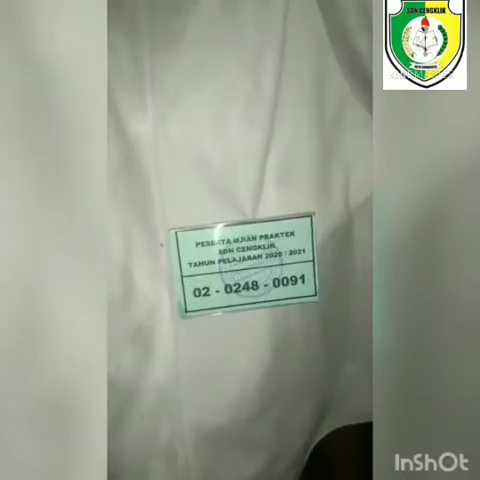 SDN CENGKLIK
PESERTA UJIAN PRAKTEK
SDN CENGKLIK
TAHUN PELAJARAN 2020 / 2021
02 - 0248 - 0091
InShOt